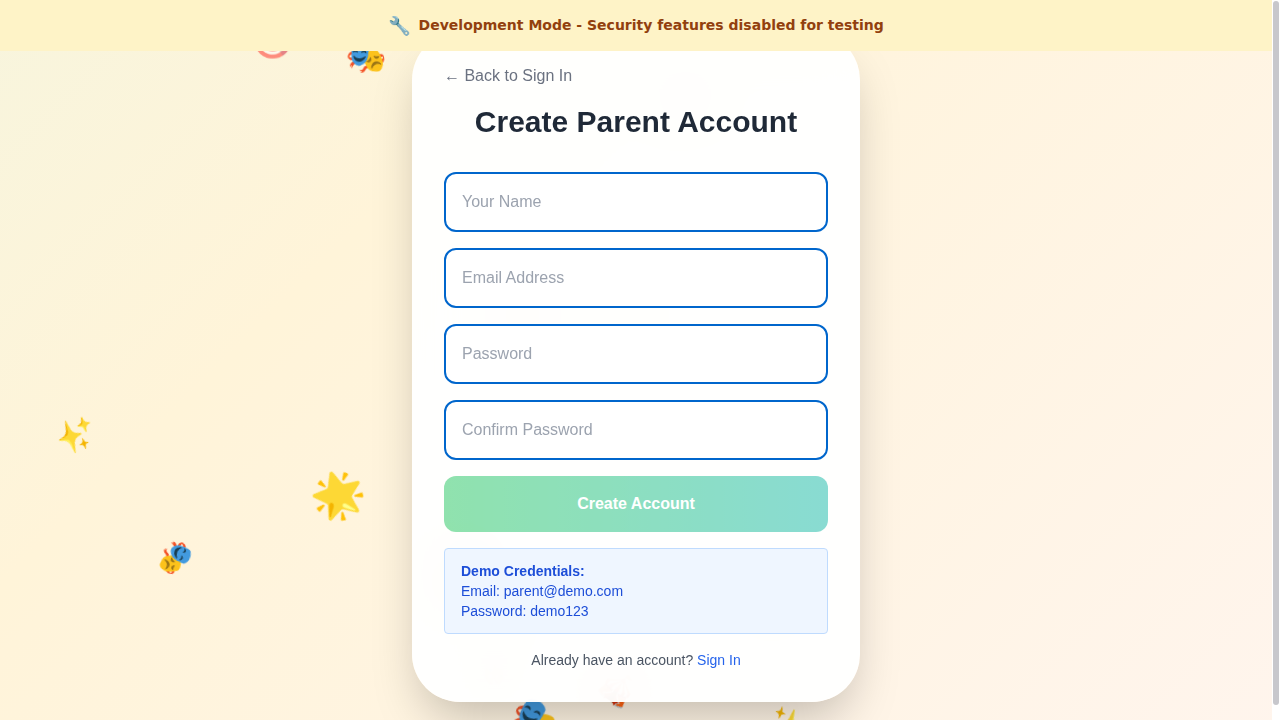 🔧 Development Mode - Security features disabled for testing
← Back to Sign In
Create Parent Account
Your Name
Email Address
Password
Confirm Password
Create Account
Demo Credentials:
Email: parent@demo.com
Password: demo123
Already have an account? Sign In